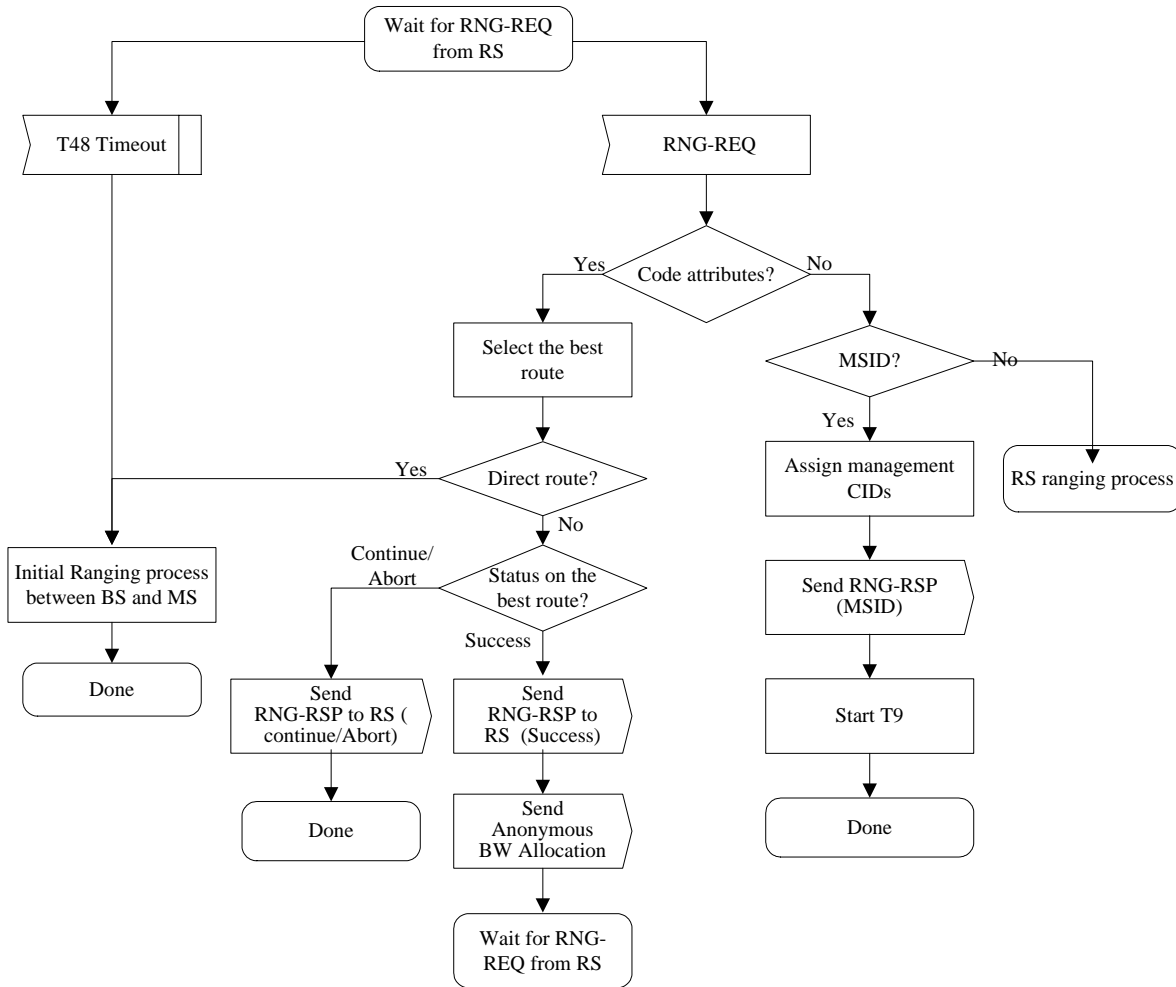 Wait for RNG-REQ
from RS
T48 Timeout
RNG-REQ
Code attributes?
Yes
No
Select the best
route
MSID?
No
Yes
Direct route?
Yes
No
Assign management
CIDs
RS ranging process
Initial Ranging process
between BS and MS
Continue/
Abort
Status on the
best route?
Success
Send RNG-RSP
(MSID)
Done
Send
RNG-RSP to RS (
continue/Abort)
Send
RNG-RSP to
RS (Success)
Start T9
Done
Send
Anonymous
BW Allocation
Done
Wait for RNG-
REQ from RS